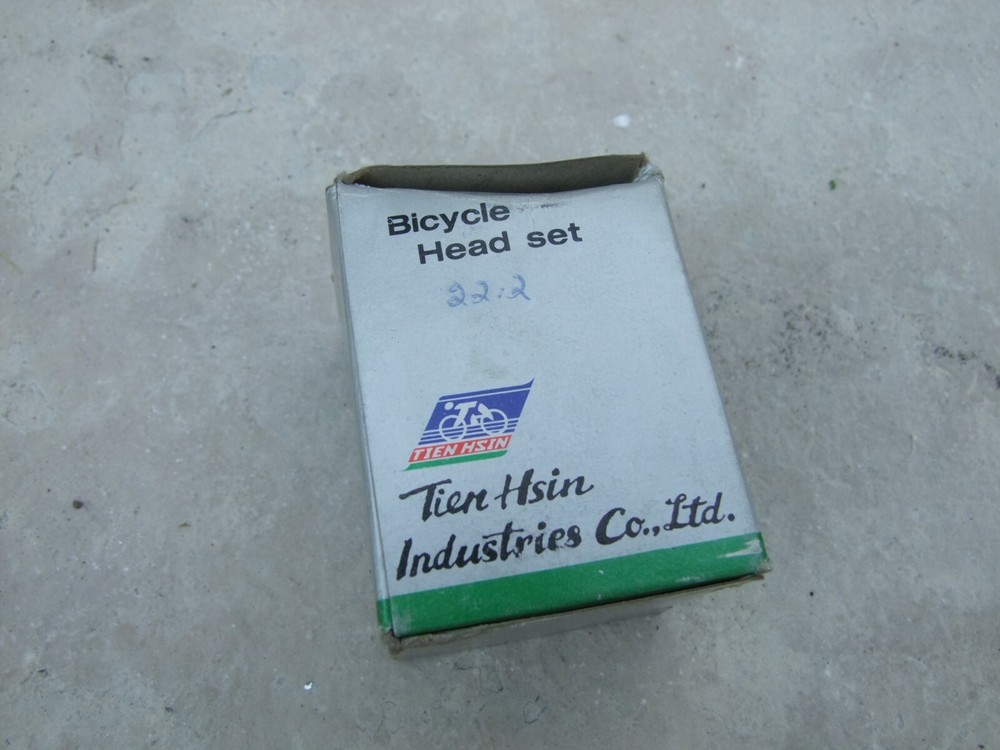 Bicycle
Head set
22.2
TIEN HSIN
Tien Hsin
Industries Co.,Ltd.